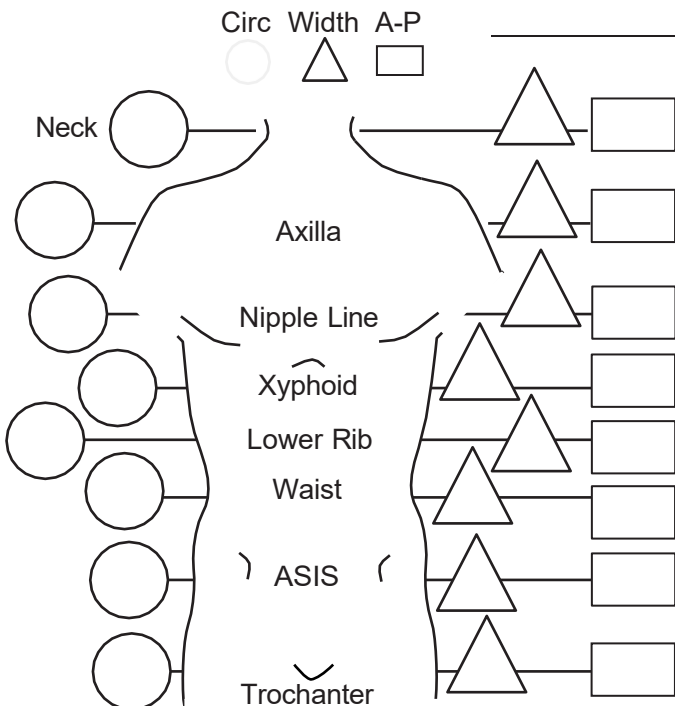 Circ Width A-P
Neck
Axilla
Nipple Line
Xyphoid
Lower Rib
Waist
ASIS
Trochanter